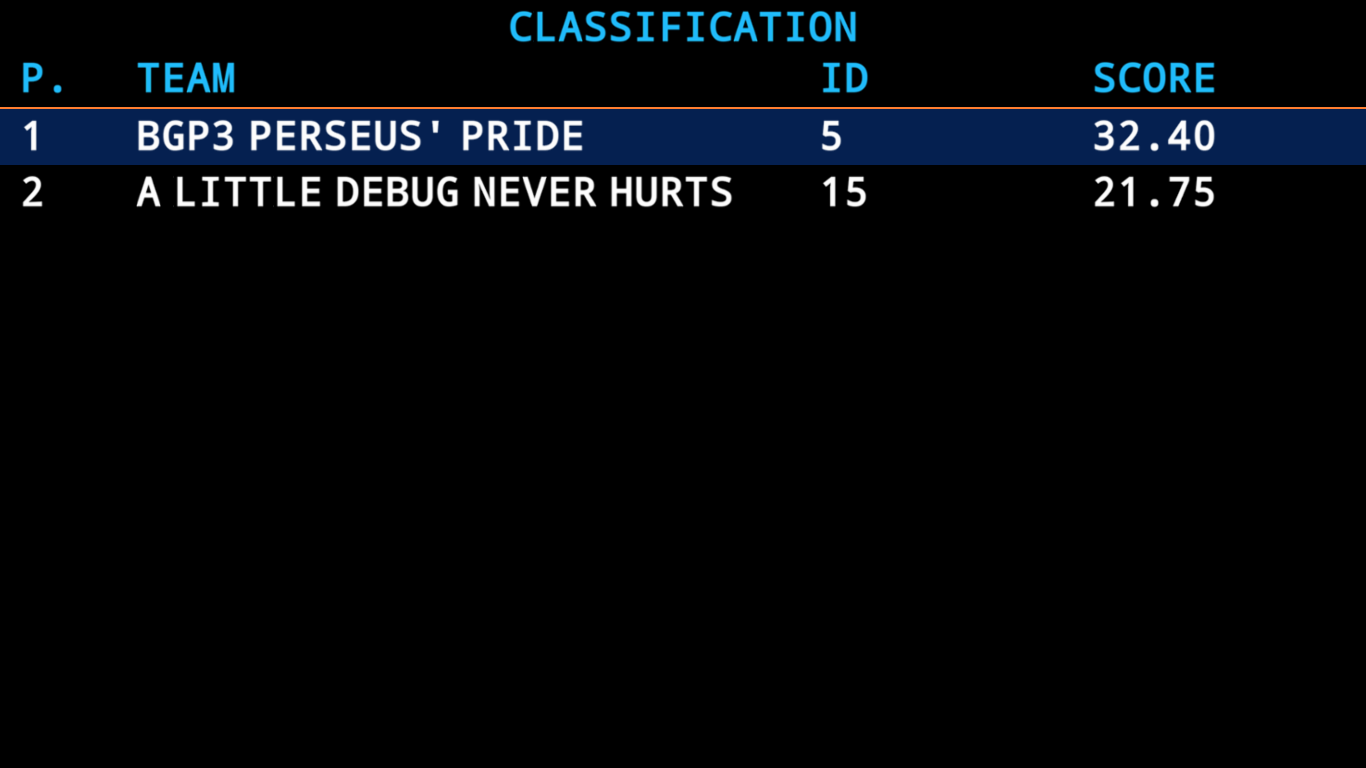 CLASSIFICATION
P. TEAM ID SCORE
1 BGP3 PERSEUS' PRIDE 5 32.40
2 A LITTLE DEBUG NEVER HURTS 15 21.75